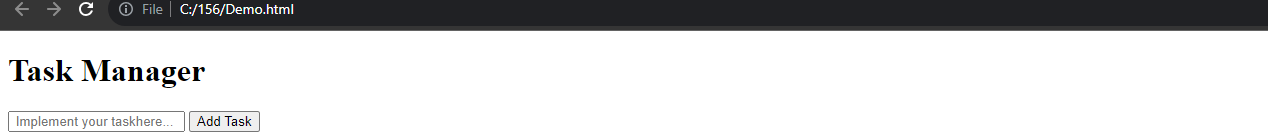 File C:/156/Demo.html
Task Manager
Implement your taskhere... Add Task